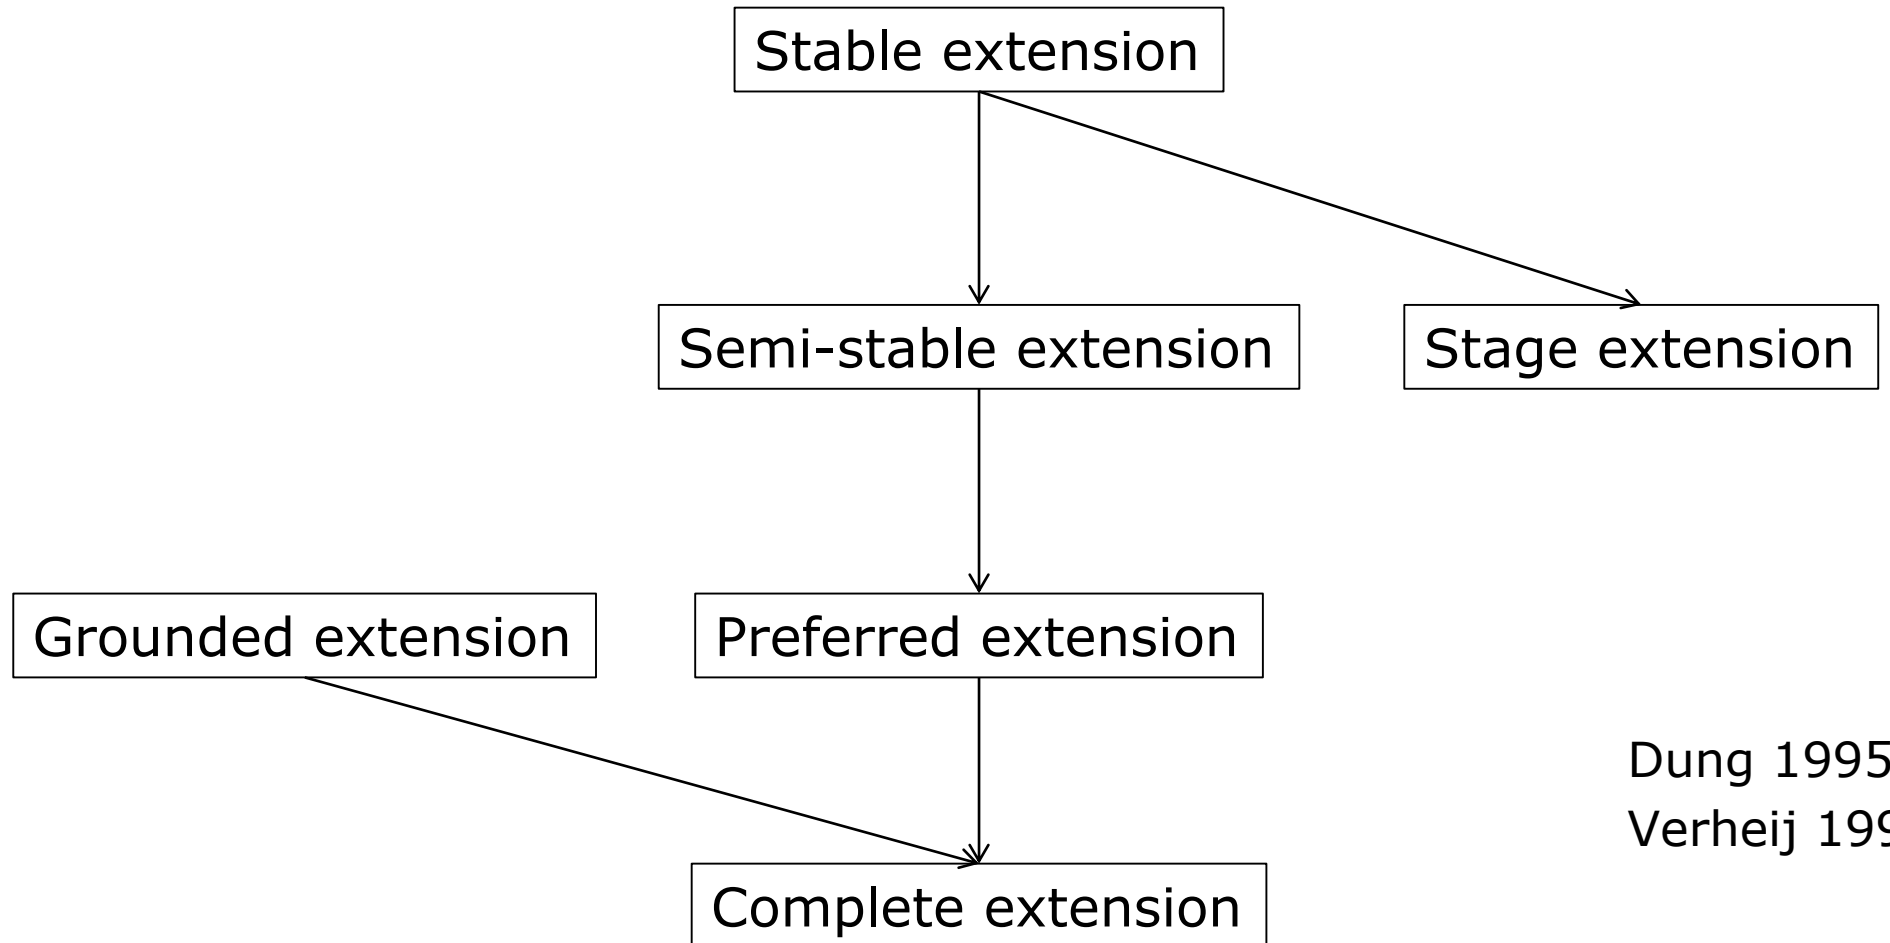 Stable extension
Semi-stable extension
Stage extension
Grounded extension
Preferred extension
Dung 1995
Verheij
Complete extension